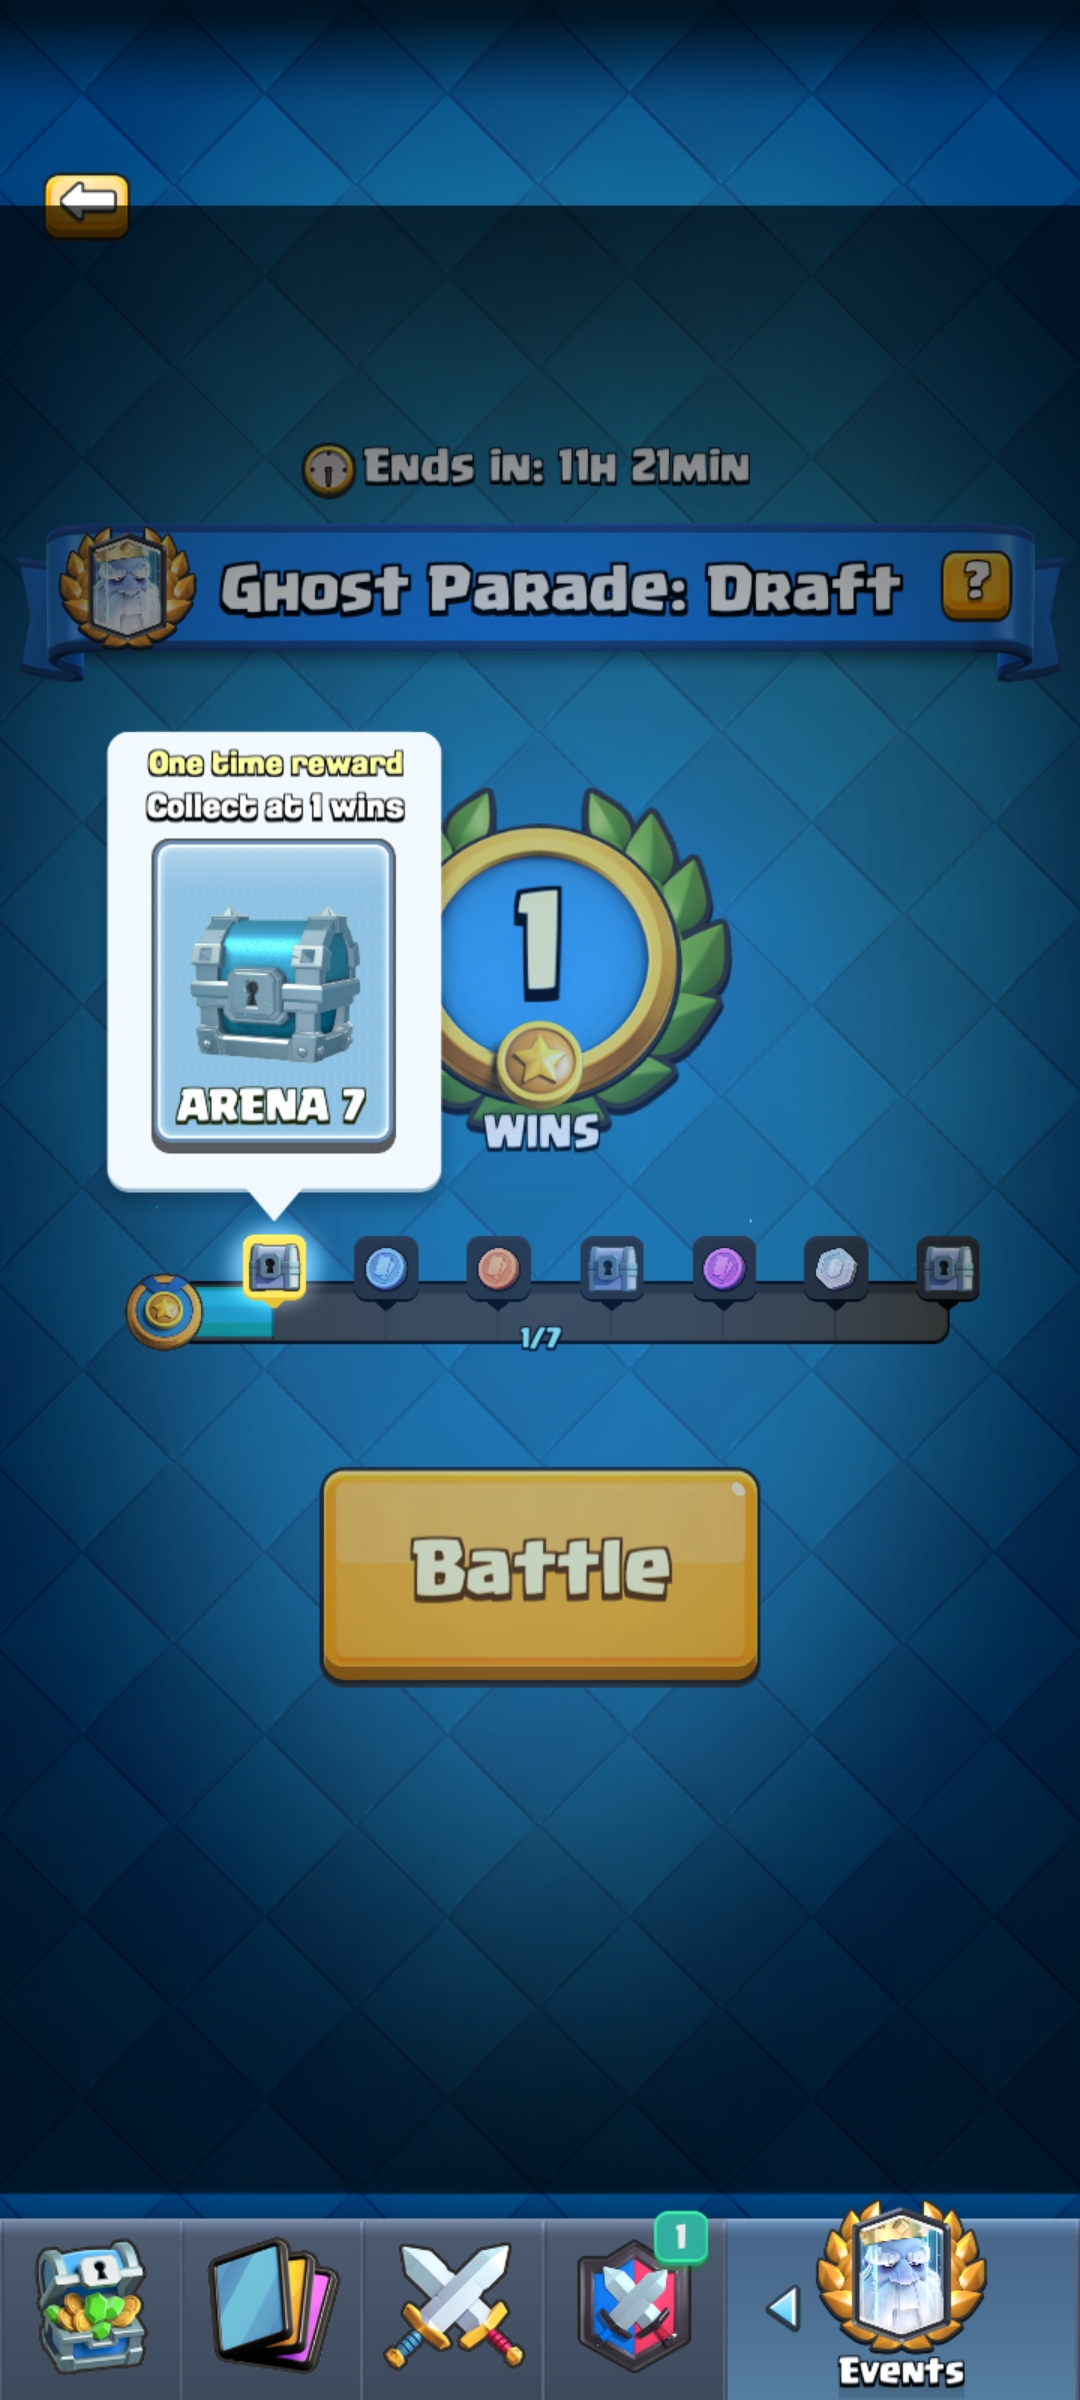 Ends in: 11h 21min
Ghost Parade: Draft
?
One time reward
Collect at 1 wins
ARENA 7
1
WINS
1/7
Battle
1
Events